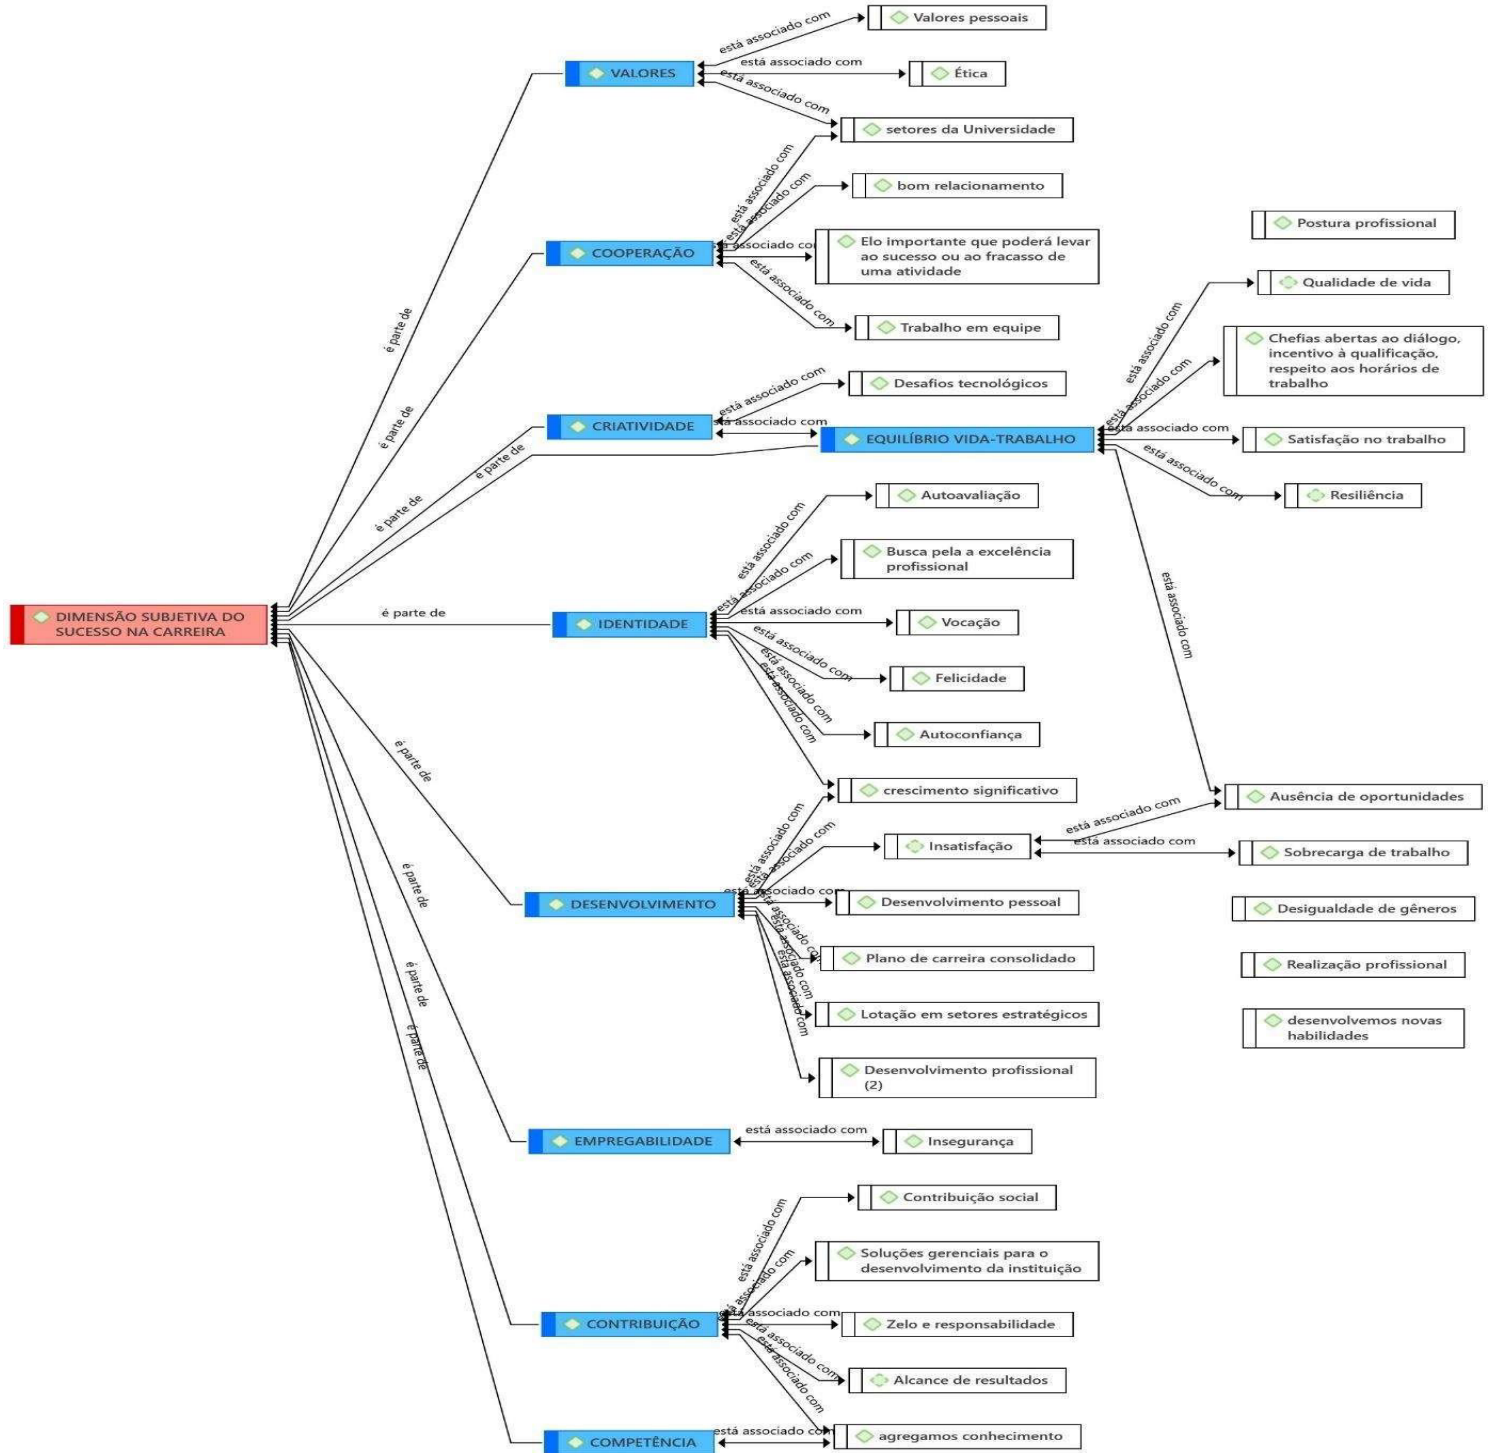 está associado com
Valores pessoais
VALORES
está associado com
Ética
está associado com
setores da Universidade
está associado com
bom relacionamento
está associado com
Postura profissional
COOPERAÇÃO
está associado com
Elo importante que poderá levar
ao sucesso ou ao fracasso de
uma atividade
está associado com
Trabalho em equipe
está associado com
Qualidade de vida
está associado com
Chefias abertas ao diálogo,
incentivo à qualificação,
respeito aos horários de
trabalho
é parte de
é parte de
está associado com
Desafios tecnológicos
CRIATIVIDADE
está associado com
EQUILÍBRIO VIDA-TRABALHO
está associado com
Satisfação no trabalho
está associado com
Resiliência
é parte de
é parte de
está associado com
Autoavaliação
está associado com
Busca pela a excelência
profissional
DIMENSÃO SUBJETIVA DO
SUCESSO NA CARREIRA
é parte de
IDENTIDADE
está associado com
Vocação
está associado com
Felicidade
está associado com
Autoconfiança
está associado com
crescimento significativo
está associado com
Ausência de oportunidades
é parte de
está associado com
está associado com
Insatisfação
está associado com
está associado com
Sobrecarga de trabalho
DESENVOLVIMENTO
está associado com
Desenvolvimento pessoal
Desigualdade de gêneros
está associado com
Plano de carreira consolidado
Realização profissional
está associado com
Lotação em setores estratégicos
desenvolvemos novas
habilidades
está associado com
Desenvolvimento profissional
(2)
é parte de
é parte de
é parte de
EMPREGABILIDADE
está associado com
Insegurança
está associado com
Contribuição social
está associado com
Soluções gerenciais para o
desenvolvimento da instituição
CONTRIBUIÇÃO
está associado com
Zelo e responsabilidade
está associado com
Alcance de resultados
está associado com
agregamos conhecimento
COMPETÊNCIA
está associado com